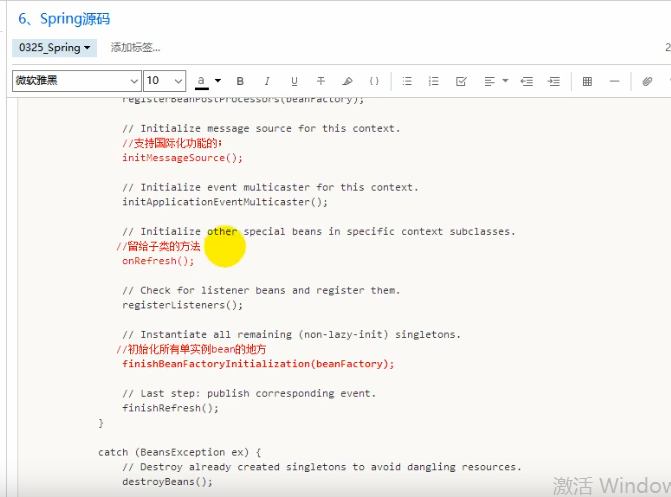 6、Spring源码
0325_Spring
添加标签...
2
微软雅黑
10
a
B
I
U
T
{}
registerBeanPostProcessors(beanFactory);
// Initialize message source for this context.
//支持国际化功能的;
initMessageSource();
// Initialize event multicaster for this context.
initApplicationEventMulticaster();
// Initialize other special beans in specific context subclasses.
//留给子类的方法
onRefresh();
// Check for listener beans and register them.
registerListeners();
// Instantiate all remaining (non-lazy-init) singletons.
//初始化所有单实例bean的地方
finishBeanFactoryInitialization(beanFactory);
// Last step: publish corresponding event.
finishRefresh();
}
catch (BeansException ex) {
// Destroy already created singletons to avoid dangling resources.
destroyBeans();
激活 Window